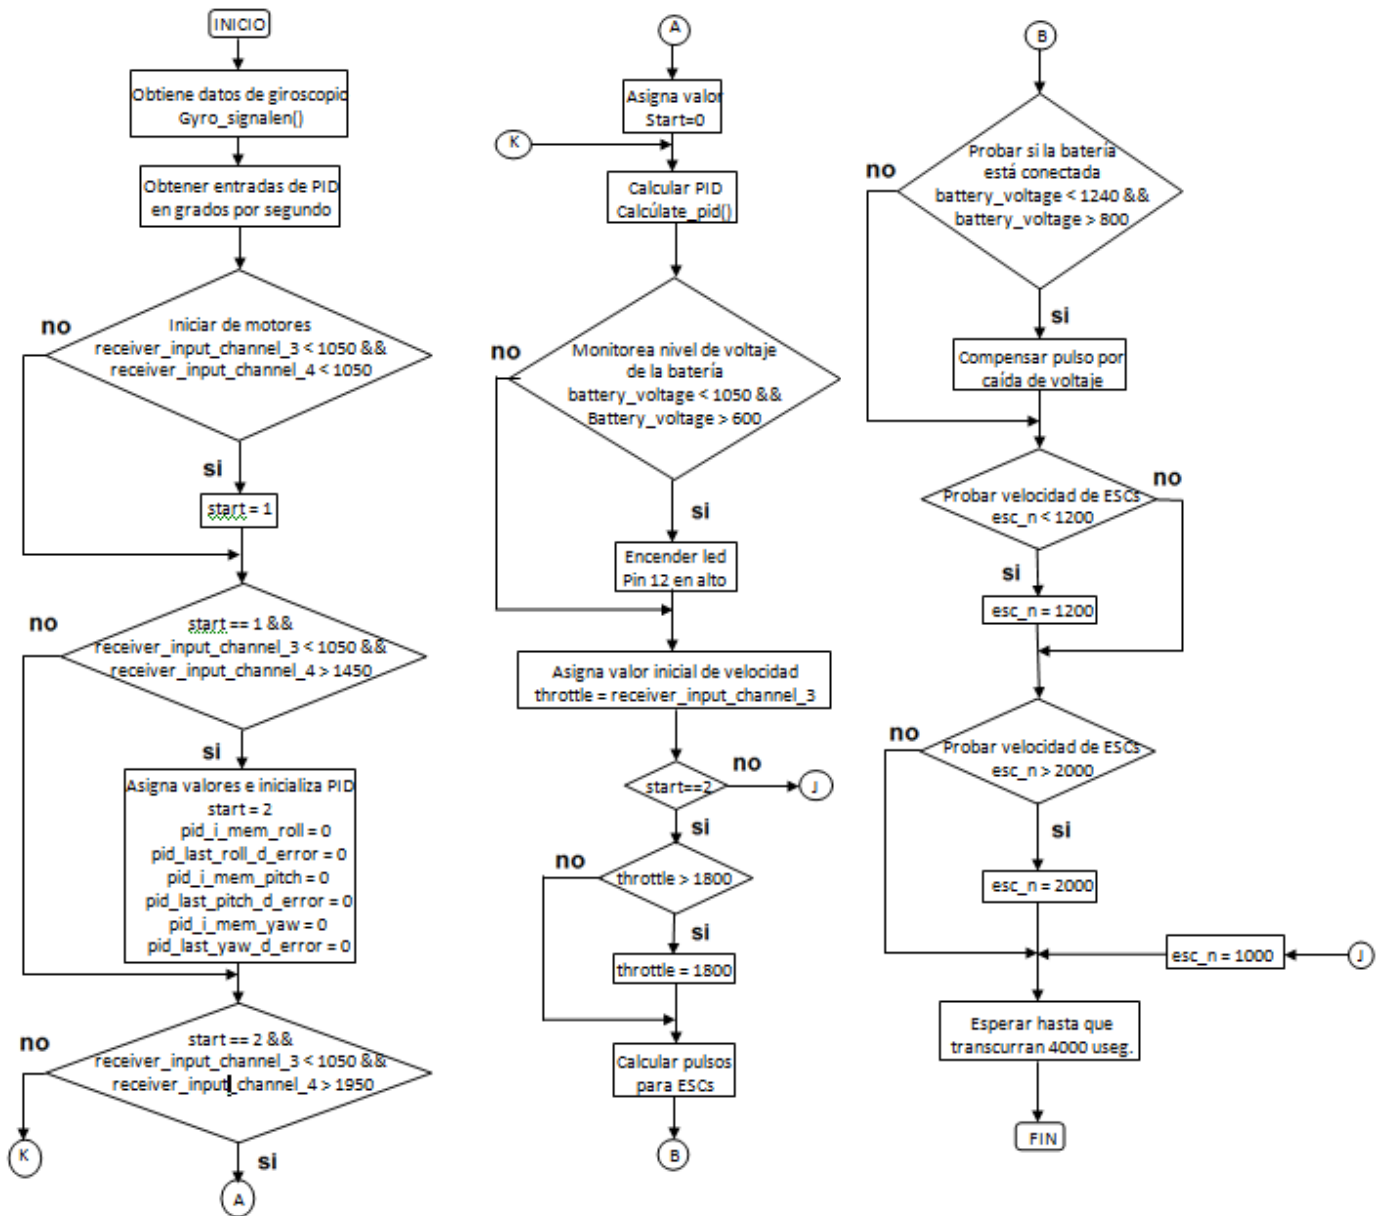 INICIO
Obtiene datos de giroscopio
Gyro_signalen()
Obtener entradas de PID
en grados por segundo
no
Iniciar de motores
receiver_input_channel_3 < 1050 &&
receiver_input_channel_4 < 1050
si
start = 1
no
start == 1 &&
receiver_input_channel_3 < 1050 &&
receiver_input_channel_4 > 1450
si
Asigna valores e inicializa PID
start = 2
pid_i_mem_roll = 0
pid_last_roll_d_error = 0
pid_i_mem_pitch = 0
pid_last_pitch_d_error = 0
pid_i_mem_yaw = 0
pid_last_yaw_d_error = 0
no
start == 2 &&
receiver_input_channel_3 < 1050 &&
receiver_input_channel_4 > 1950
K
si
A
A
Asigna valor
Start=0
K
Calcular PID
Calcúlate_pid()
no
Monitorea nivel de voltaje
de la batería
battery_voltage < 1050 &&
Battery_voltage > 600
si
Encender led
Pin 12 en alto
Asigna valor inicial de velocidad
throttle = receiver_input_channel_3
start==2
no
J
si
no
throttle > 1800
si
throttle = 1800
Calcular pulsos
para ESCs
B
B
no
Probar si la batería
está conectada
battery_voltage < 1240 &&
battery_voltage > 800
si
Compensar pulso por
caída de voltaje
no
Probar velocidad de ESCs
esc_n < 1200
si
esc_n = 1200
no
Probar velocidad de ESCs
esc_n > 2000
si
esc_n = 2000
esc_n = 1000
J
Esperar hasta que
transcurran 4000 useg.
FIN